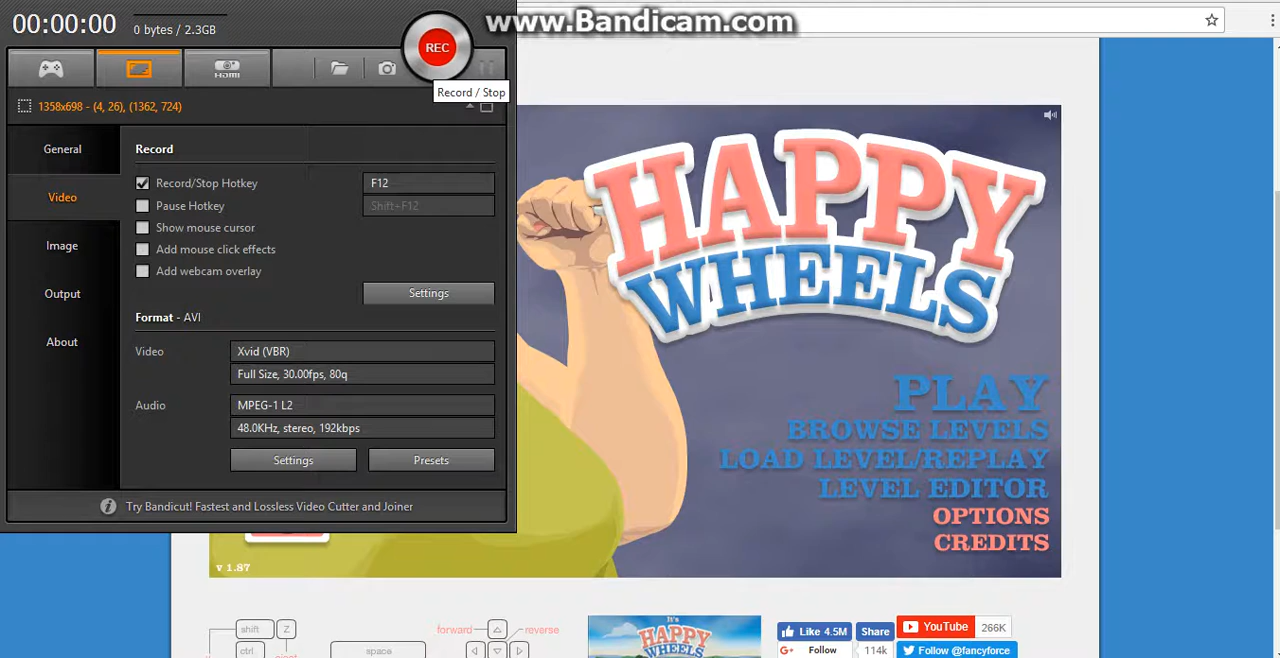 00:00:00
0 bytes / 2.3GB
REC
www.Bandicam.com
HDMI
Record / Stop
1358x698 - (4, 26), (1362, 724)
General
Video
Image
Output
About
Record
Record/Stop Hotkey
F12
Pause Hotkey
Shift+F12
Show mouse cursor
Add mouse click effects
Add webcam overlay
Settings
Format - AVI
Video
Xvid (VBR)
Full Size, 30.00fps, 80q
Audio
MPEG-1 L2
48.0KHz, stereo, 192kbps
Settings
Presets
Try Bandicut! Fastest and Lossless Video Cutter and Joiner
HAPPY
WHEELS
PLAY
BROWSE LEVELS
LOAD LEVEL/REPLAY
LEVEL EDITOR
OPTIONS
CREDITS
v 1.87
shift
Z
ctrl
eject
space
forward
reverse
It's
HAPPY
WHEELS
Like 4.5M
Share
YouTube
266K
G+
Follow
114k
Follow @fancyforce